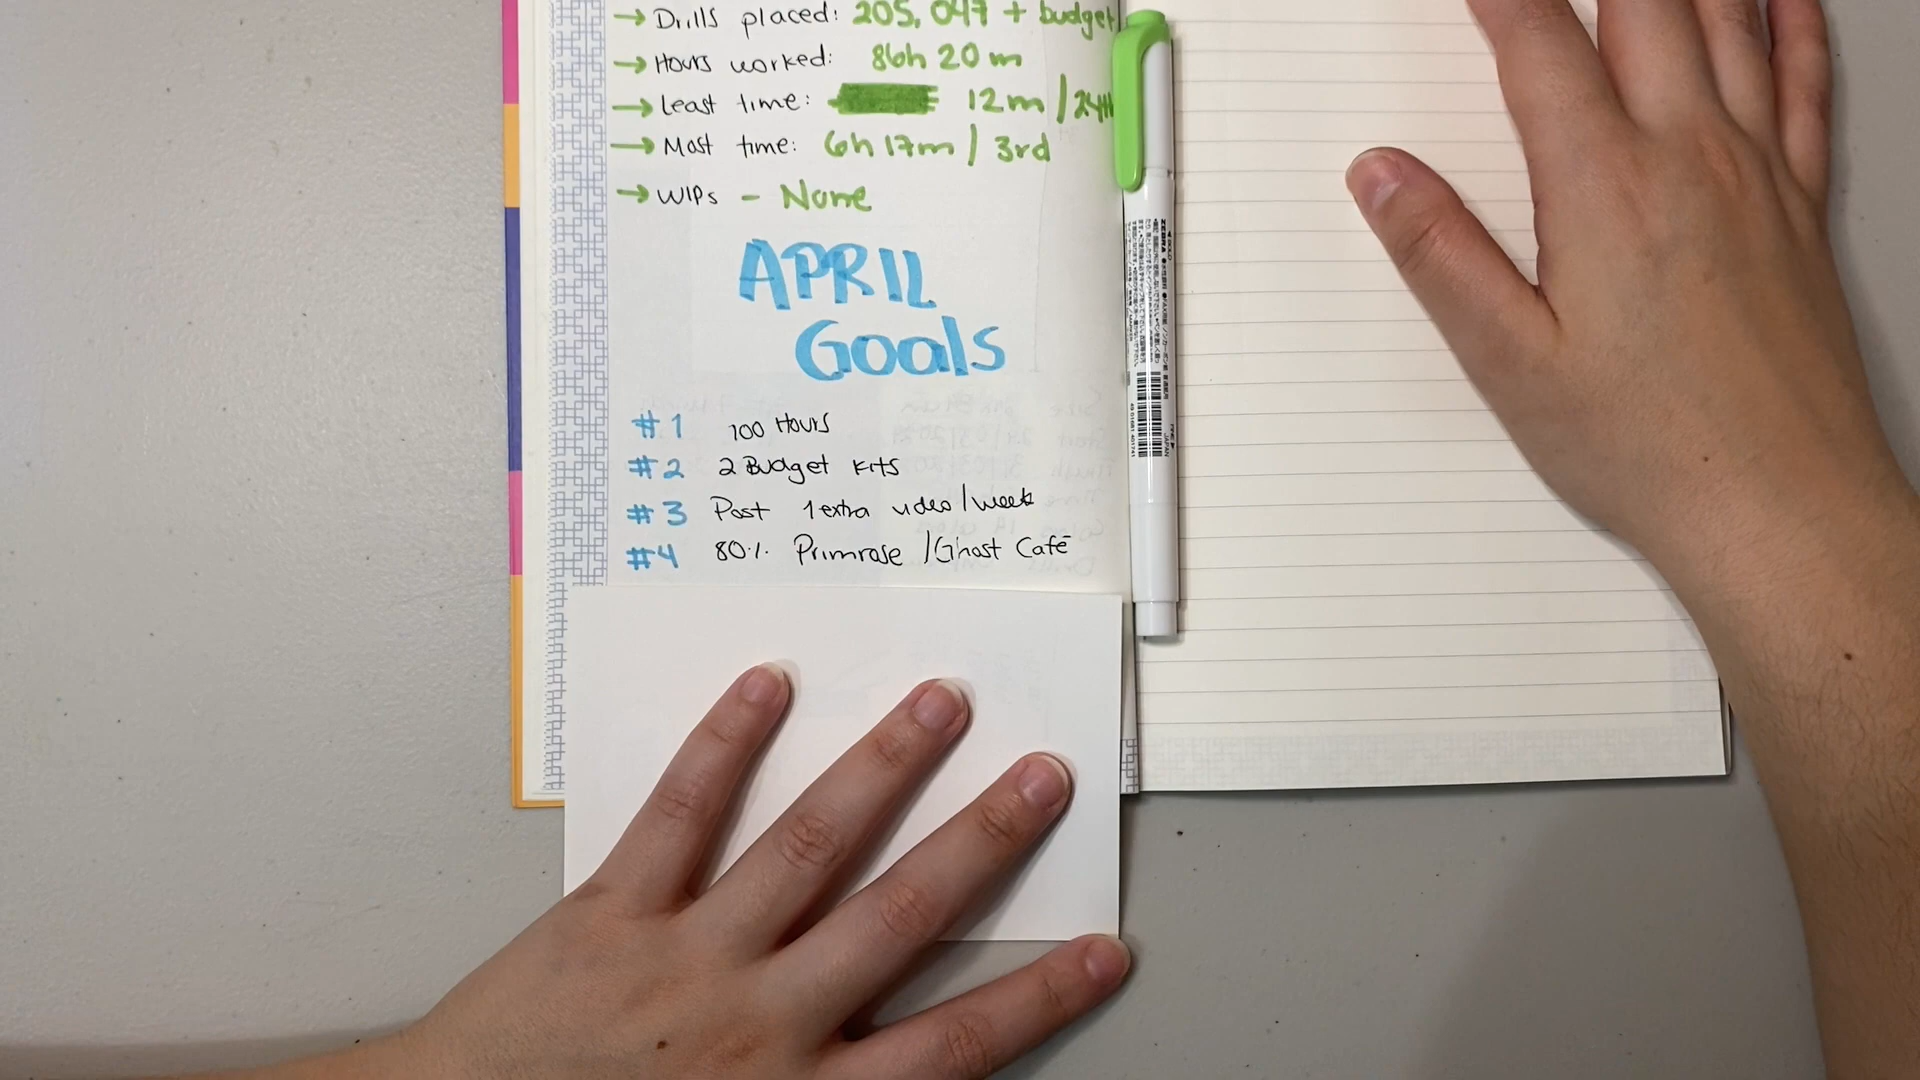 → Drills placed: 205,047 + budget
→ Hours worked: 86h 20m
→ Least time: 12m / 24th
→ Most time: 6h 17m / 3rd
→ WIPs - None
APRIL
Goals
#1 100 Hours
#2 2 Budget kits
#3 Post 1 extra video/week
#4 80% Primrose /Ghost Café
ZEBRA
JAPAN